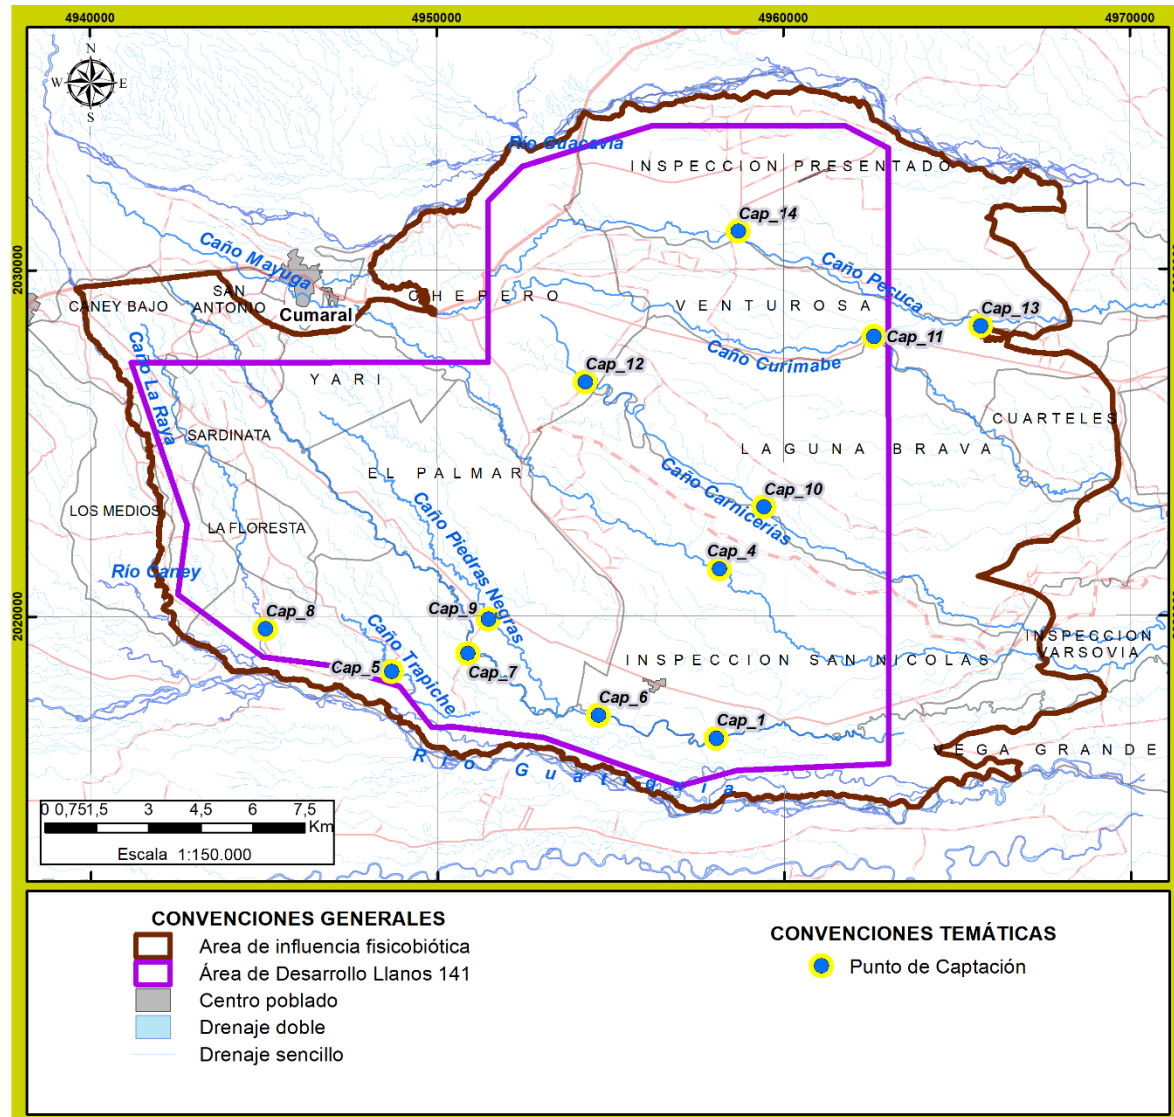 4940000
4950000
4960000
4970000
N
W
E
S
Río Guacavía
INSPECCION PRESENTADO
Cap_14
Caño Mayuga
2030000
Caño Pecuca
CANEY BAJO
SAN
ANTONIO
CHEPERO
VENTUROSA
Cap_13
Cumaral
Cap_11
Caño La Raya
Caño Curimabe
Cap_12
YARI
CUARTELES
SARDINATA
LAGUNA BRAVA
EL PALMAR
Caño Carnicerías
Cap_10
LOS MEDIOS
LA FLORESTA
Caño Piedras Negras
Cap_4
Río Caney
2020000
Cap_8
Cap_9
Caño Trapiche
INSPECCION
VARSOVIA
Cap_5
Cap_7
INSPECCION SAN NICOLAS
Cap_6
Cap_1
VEGA GRANDE
Río Guatiquía
0 0,751,5 3 4,5 6 7,5
Km
Escala 1:150.000
CONVENCIONES GENERALES
Area de influencia fisicobiótica
Área de Desarrollo Llanos 141
Centro poblado
Drenaje doble
Drenaje sencillo
CONVENCIONES TEMÁTICAS
Punto de Captación